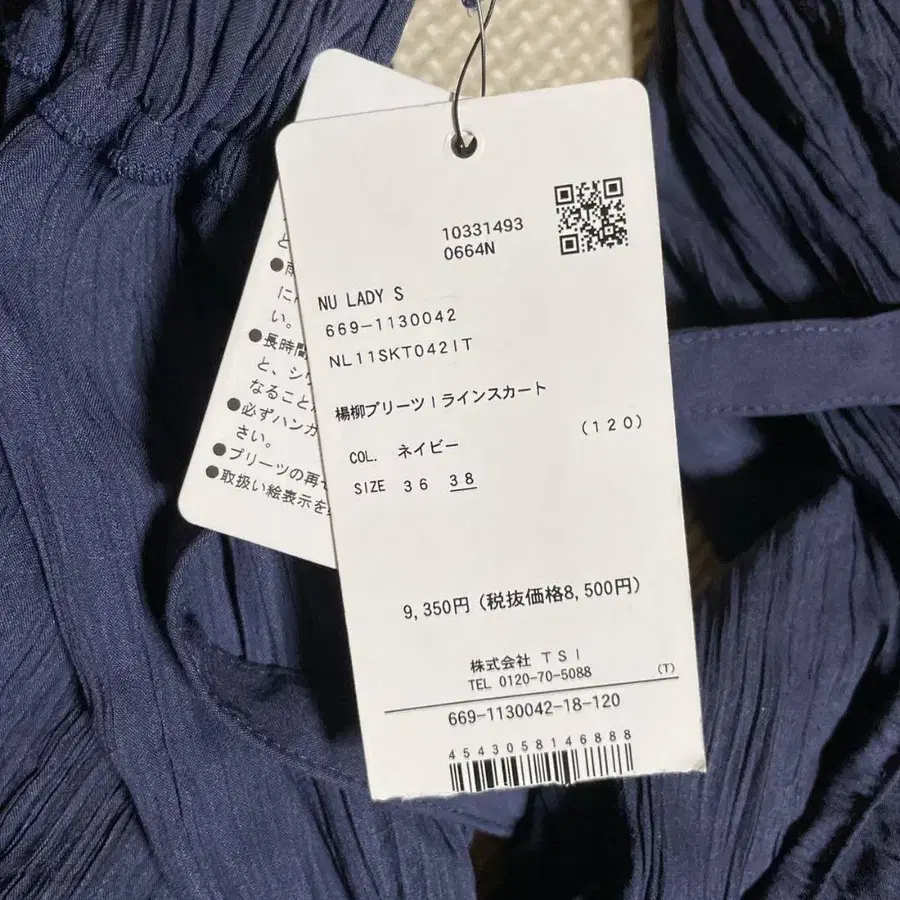 10331493
0664N
NU LADY S
669-1130042
NL11SKT042IT
楊柳プリーツIラインスカート
(120)
COL. ネイビー
SIZE 36 38
9,350円(税抜価格8,500円)
株式会社 TSI
TEL 0120-70-5088
(T)
669-1130042-18-120
4543058146888
と
●雨
に
い。
●長時間
と、シ
なることが
●必ずハンガ
さい。
●プリーツの再
●取扱い絵表示を